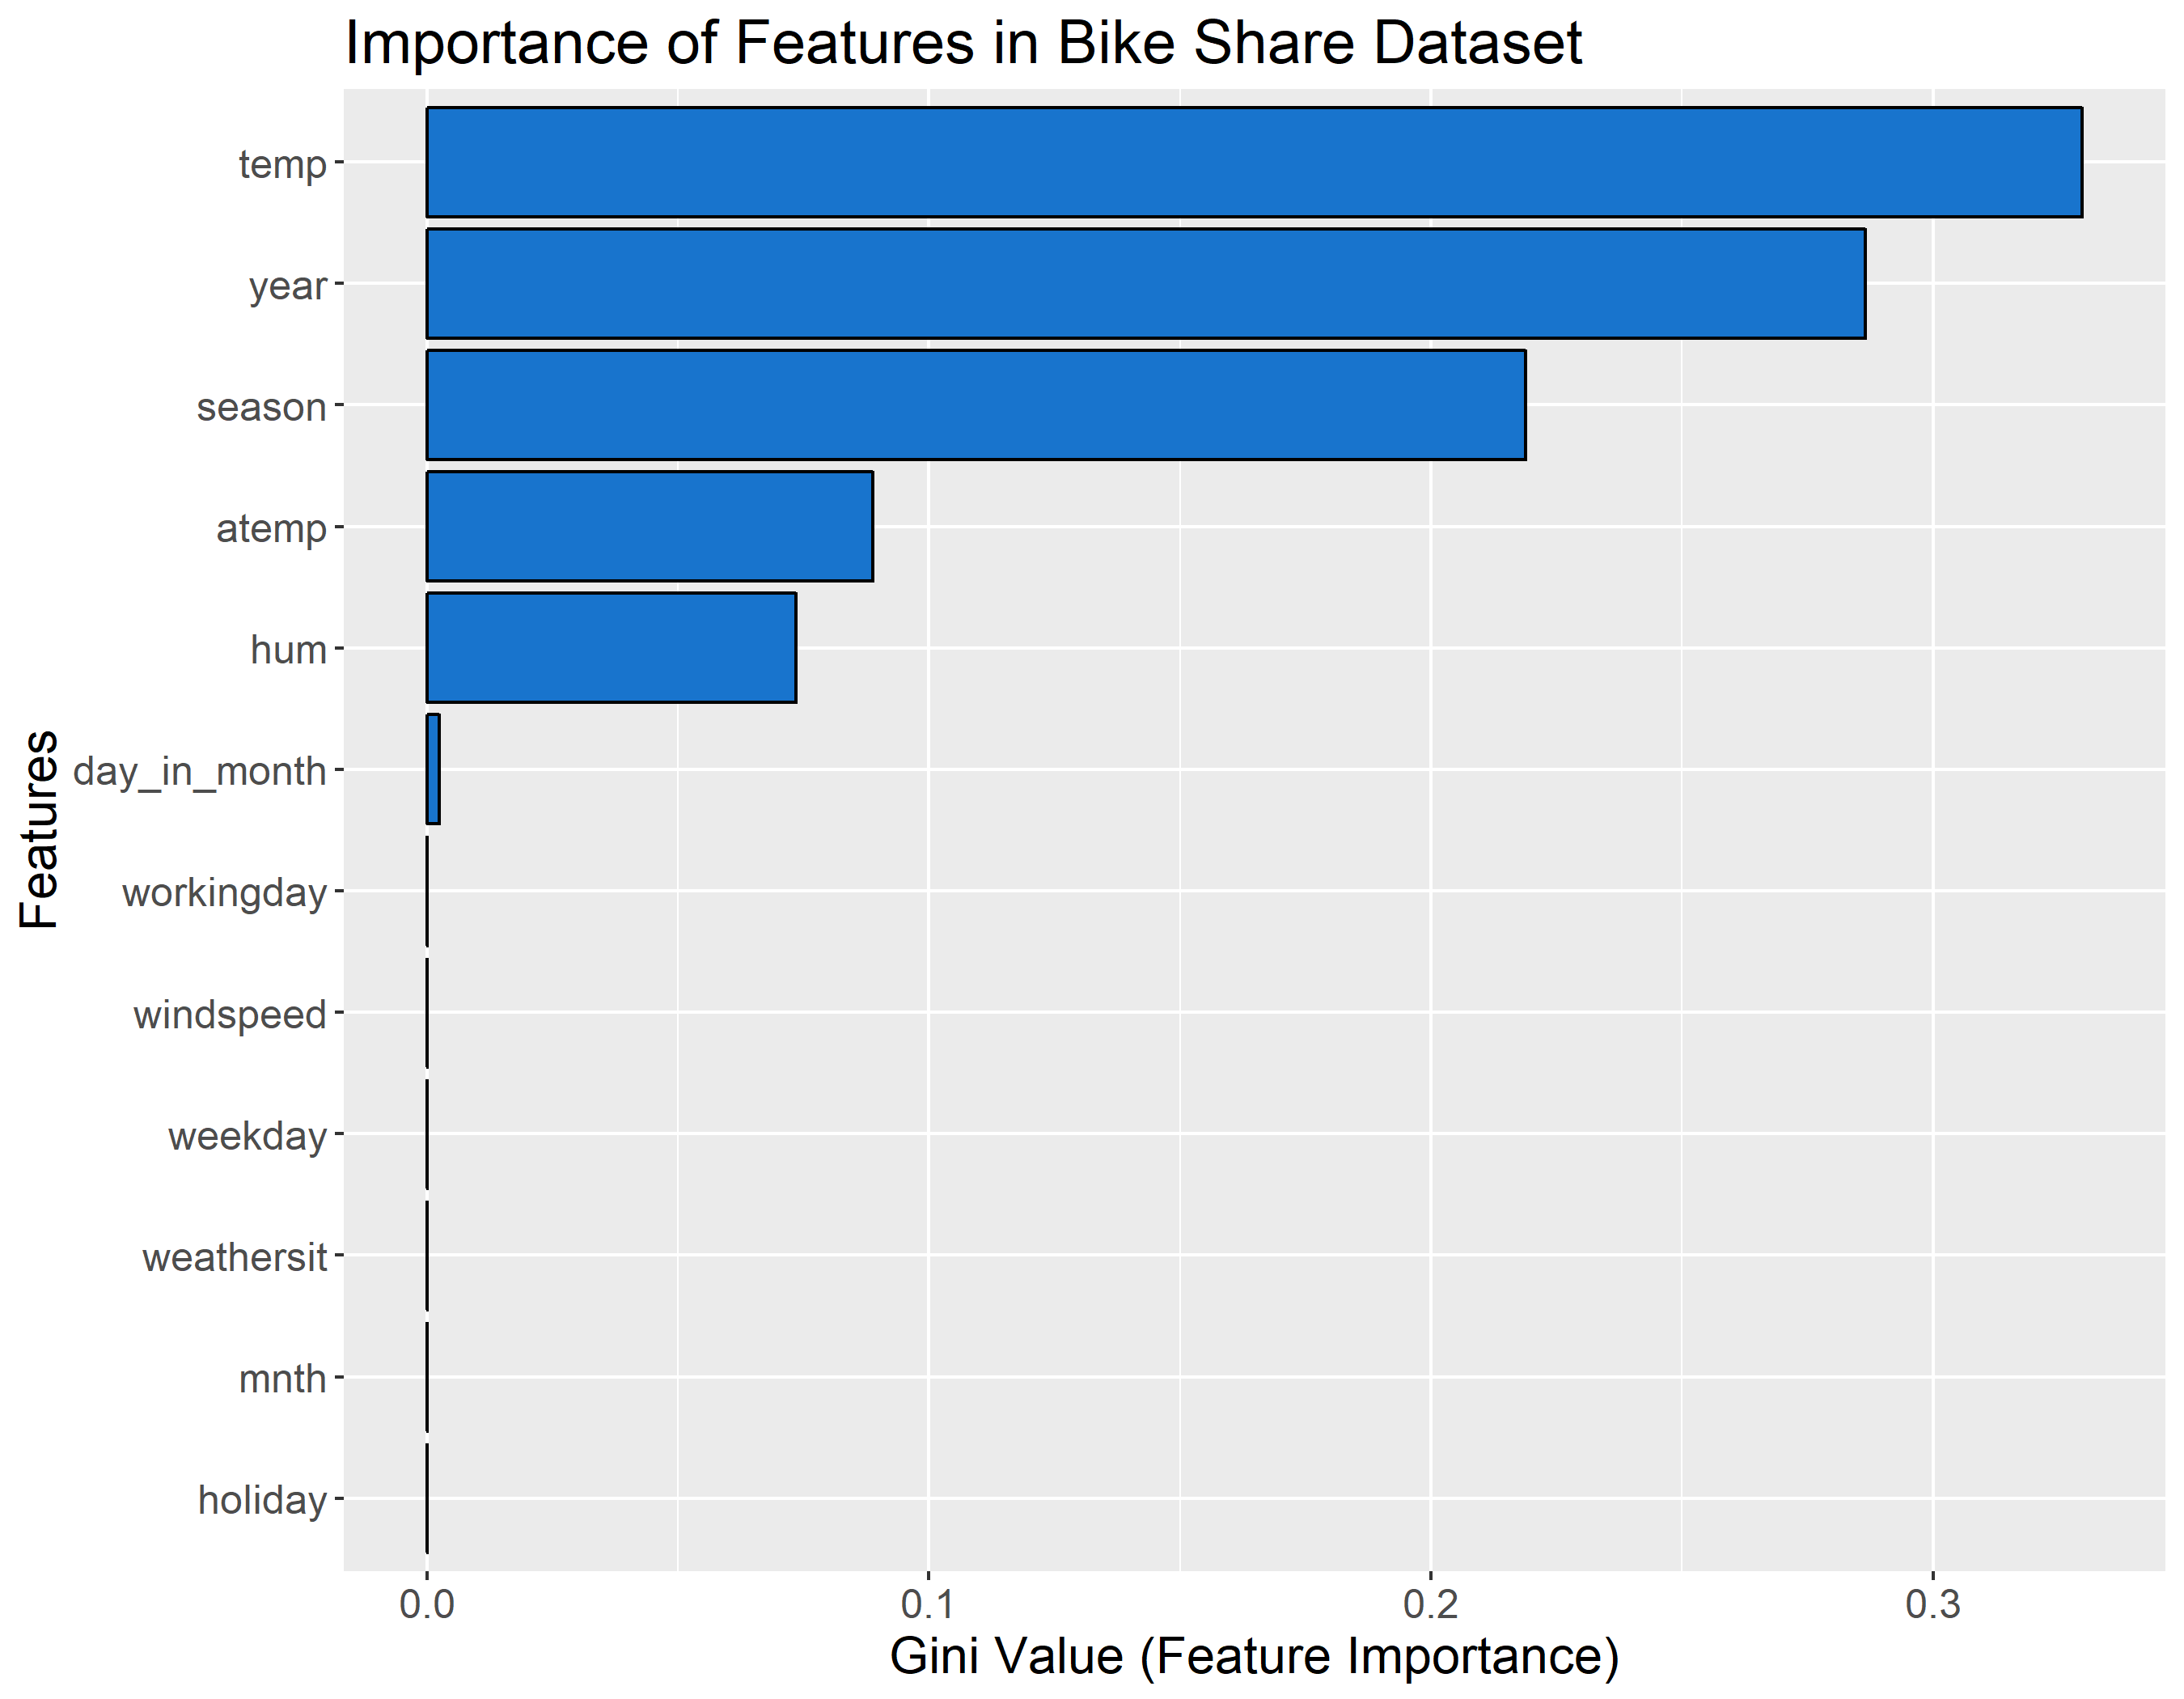 Importance of Features in Bike Share Dataset
Features
temp
year
season
atemp
hum
day_in_month
workingday
windspeed
weekday
weathersit
mnth
holiday
0.0 0.1 0.2 0.3
Gini Value (Feature Importance)